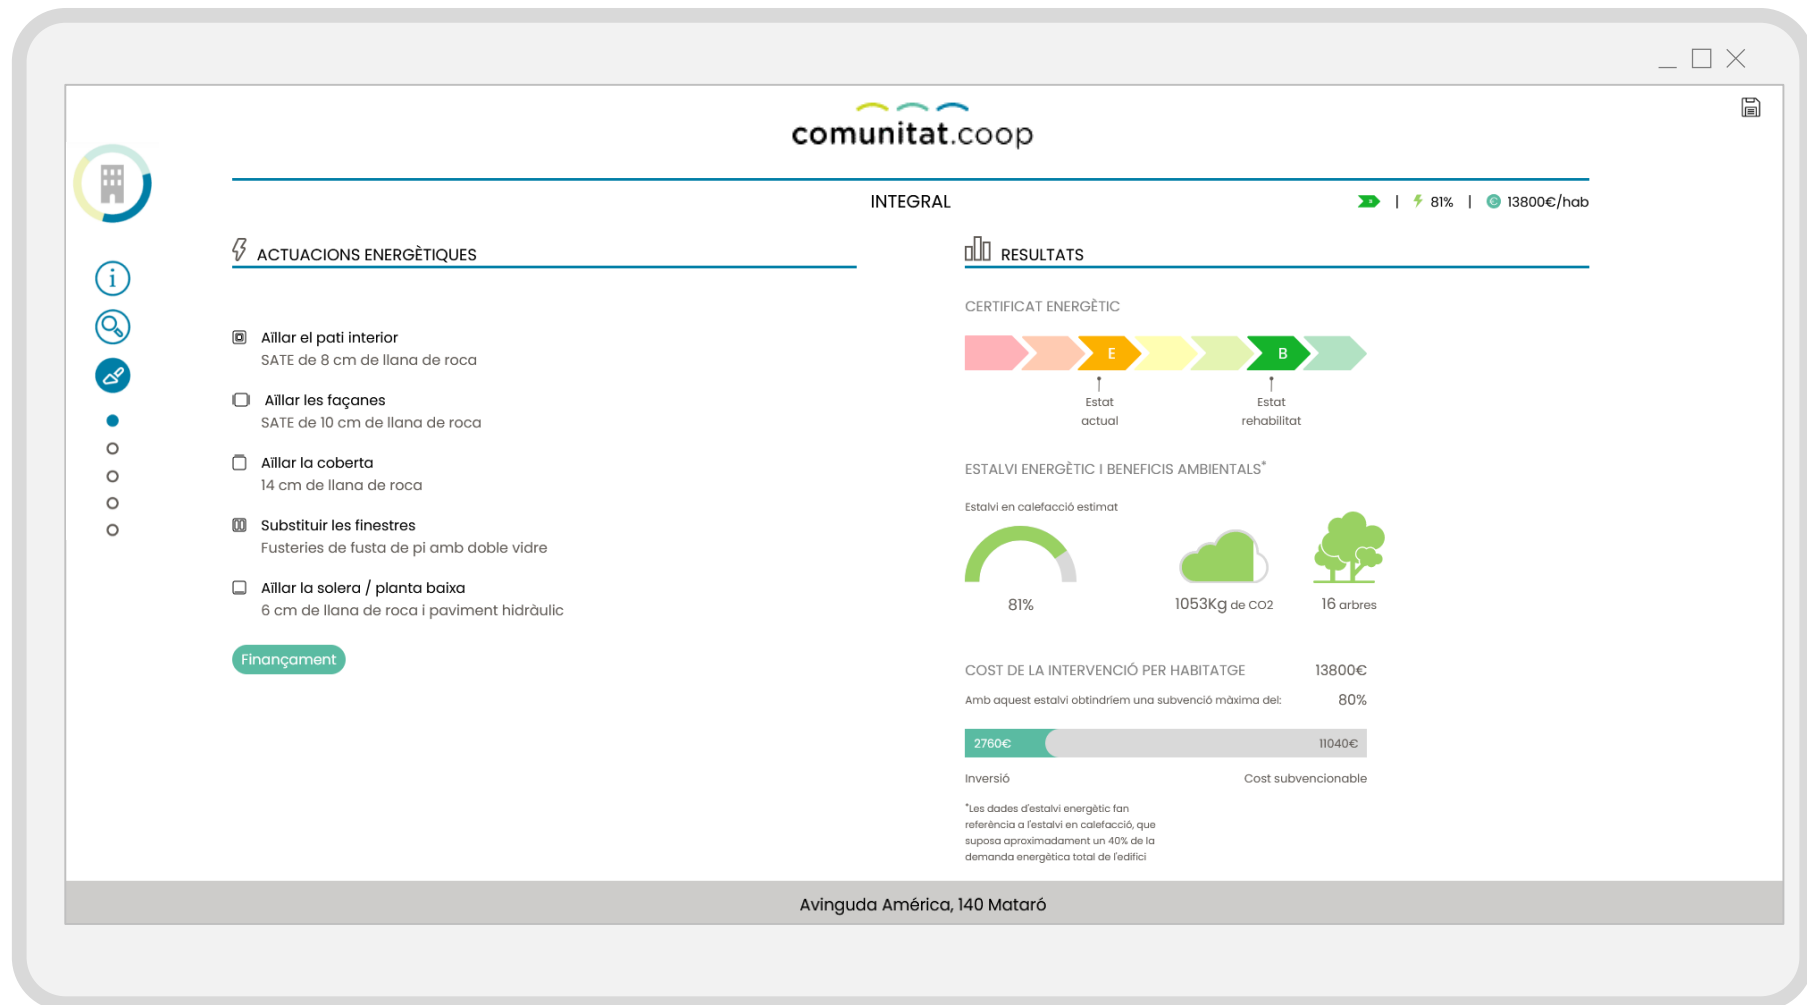 comunitat.coop
INTEGRAL
| 81% | 13800€/hab
ACTUACIONS ENERGÈTIQUES
Aïllar el pati interior
SATE de 8 cm de llana de roca
Aïllar les façanes
SATE de 10 cm de llana de roca
Aïllar la coberta
14 cm de llana de roca
Substituir les finestres
Fusteries de fusta de pi amb doble vidre
Aïllar la solera / planta baixa
6 cm de llana de roca i paviment hidràulic
Finançament
RESULTATS
CERTIFICAT ENERGÈTIC
E B
Estat
actual
Estat
rehabilitat
ESTALVI ENERGÈTIC I BENEFICIS AMBIENTALS*
Estalvi en calefacció estimat
81% 1053Kg de CO2 16 arbres
COST DE LA INTERVENCIÓ PER HABITATGE 13800€
Amb aquest estalvi obtindríem una subvenció màxima del: 80%
2760€ 11040€
Inversió Cost subvencionable
*Les dades d'estalvi energètic fan
referència a l'estalvi en calefacció, que
suposa aproximadament un 40% de la
demanda energètica total de l'edifici
Avinguda Amèrica, 140 Mataró